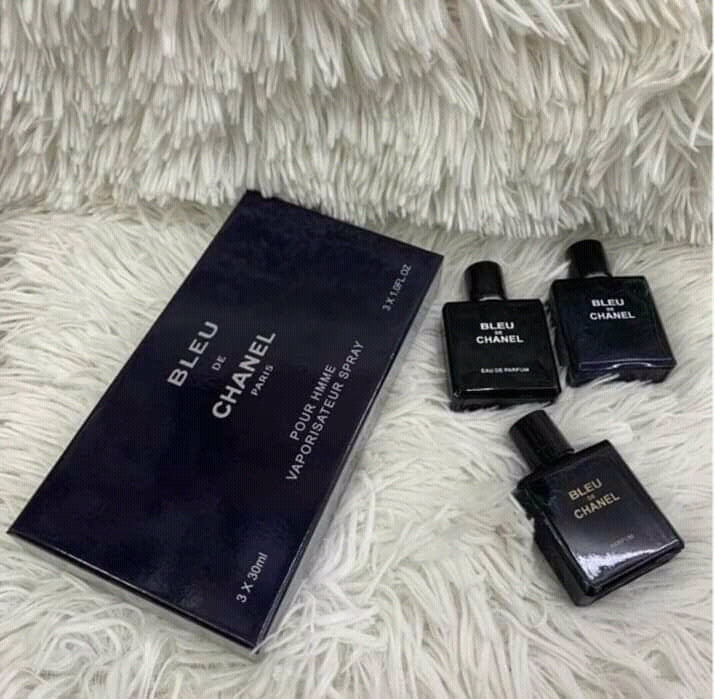 BLEU
DE
CHANEL
PARIS
POUR HMME
VAPORISATEUR SPRAY
3 X 1.0FL.OZ
3 X 30ml
BLEU
DE
CHANEL
EAU DE PARFUM
BLEU
DE
CHANEL
BLEU
DE
CHANEL
PARFUM